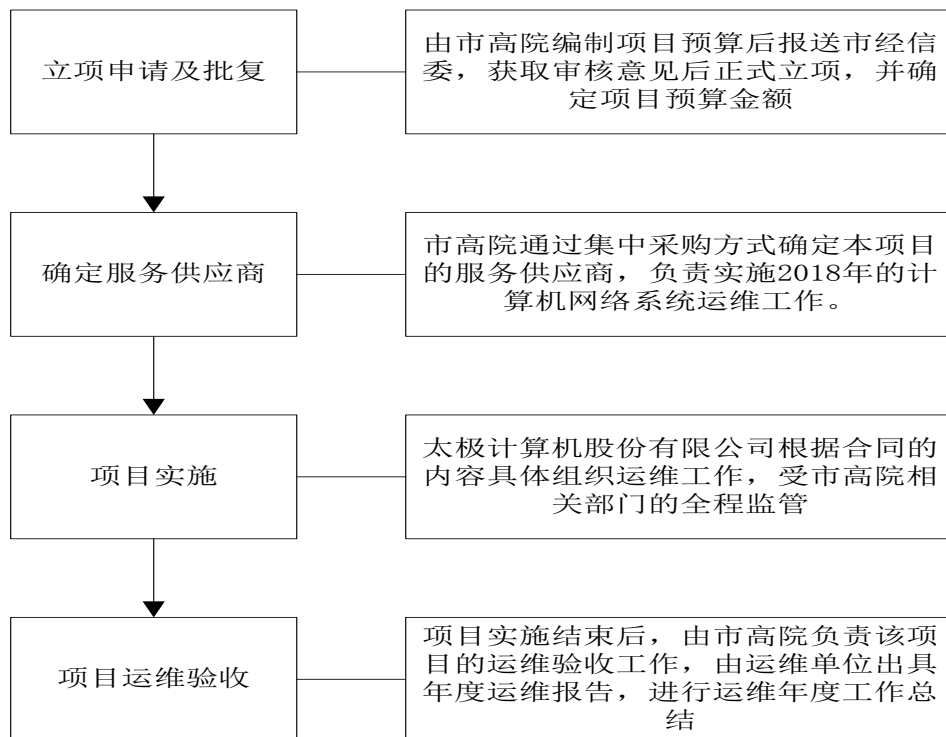 立项申请及批复
由市高院编制项目预算后报送市经信
委，获取审核意见后正式立项，并确
定项目预算金额
确定服务供应商
市高院通过集中采购方式确定本项目
的服务供应商，负责实施2018年的计
算机网络系统运维工作。
项目实施
太极计算机股份有限公司根据合同的
内容具体组织运维工作，受市高院相
关部门的全程监管
项目运维验收
项目实施结束后，由市高院负责该项
目的运维验收工作，由运维单位出具
年度运维报告，进行运维年度工作总
结